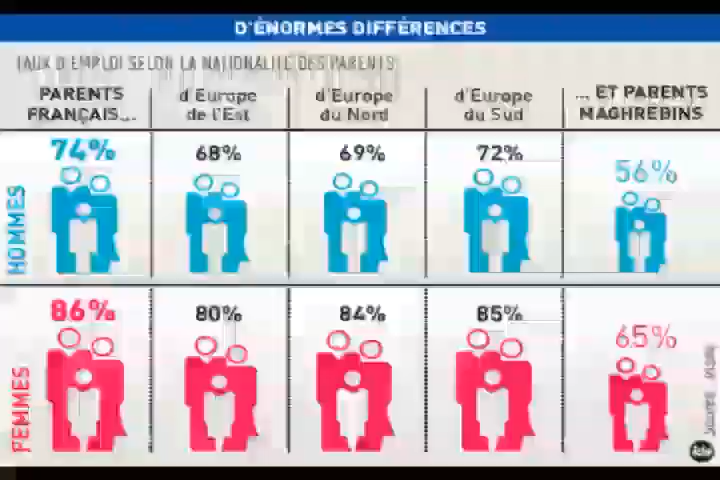 D'ÉNORMES DIFFÉRENCES
TAUX D'EMPLOI SELON LA NATIONALITÉ DES PARENTS
PARENTS
FRANÇAIS...
d'Europe
de l'Est
d'Europe
du Nord
d'Europe
du Sud
... ET PARENTS
MAGHRÉBINS
HOMMES
74%
68%
69%
72%
56%
FEMMES
86%
80%
84%
85%
65%